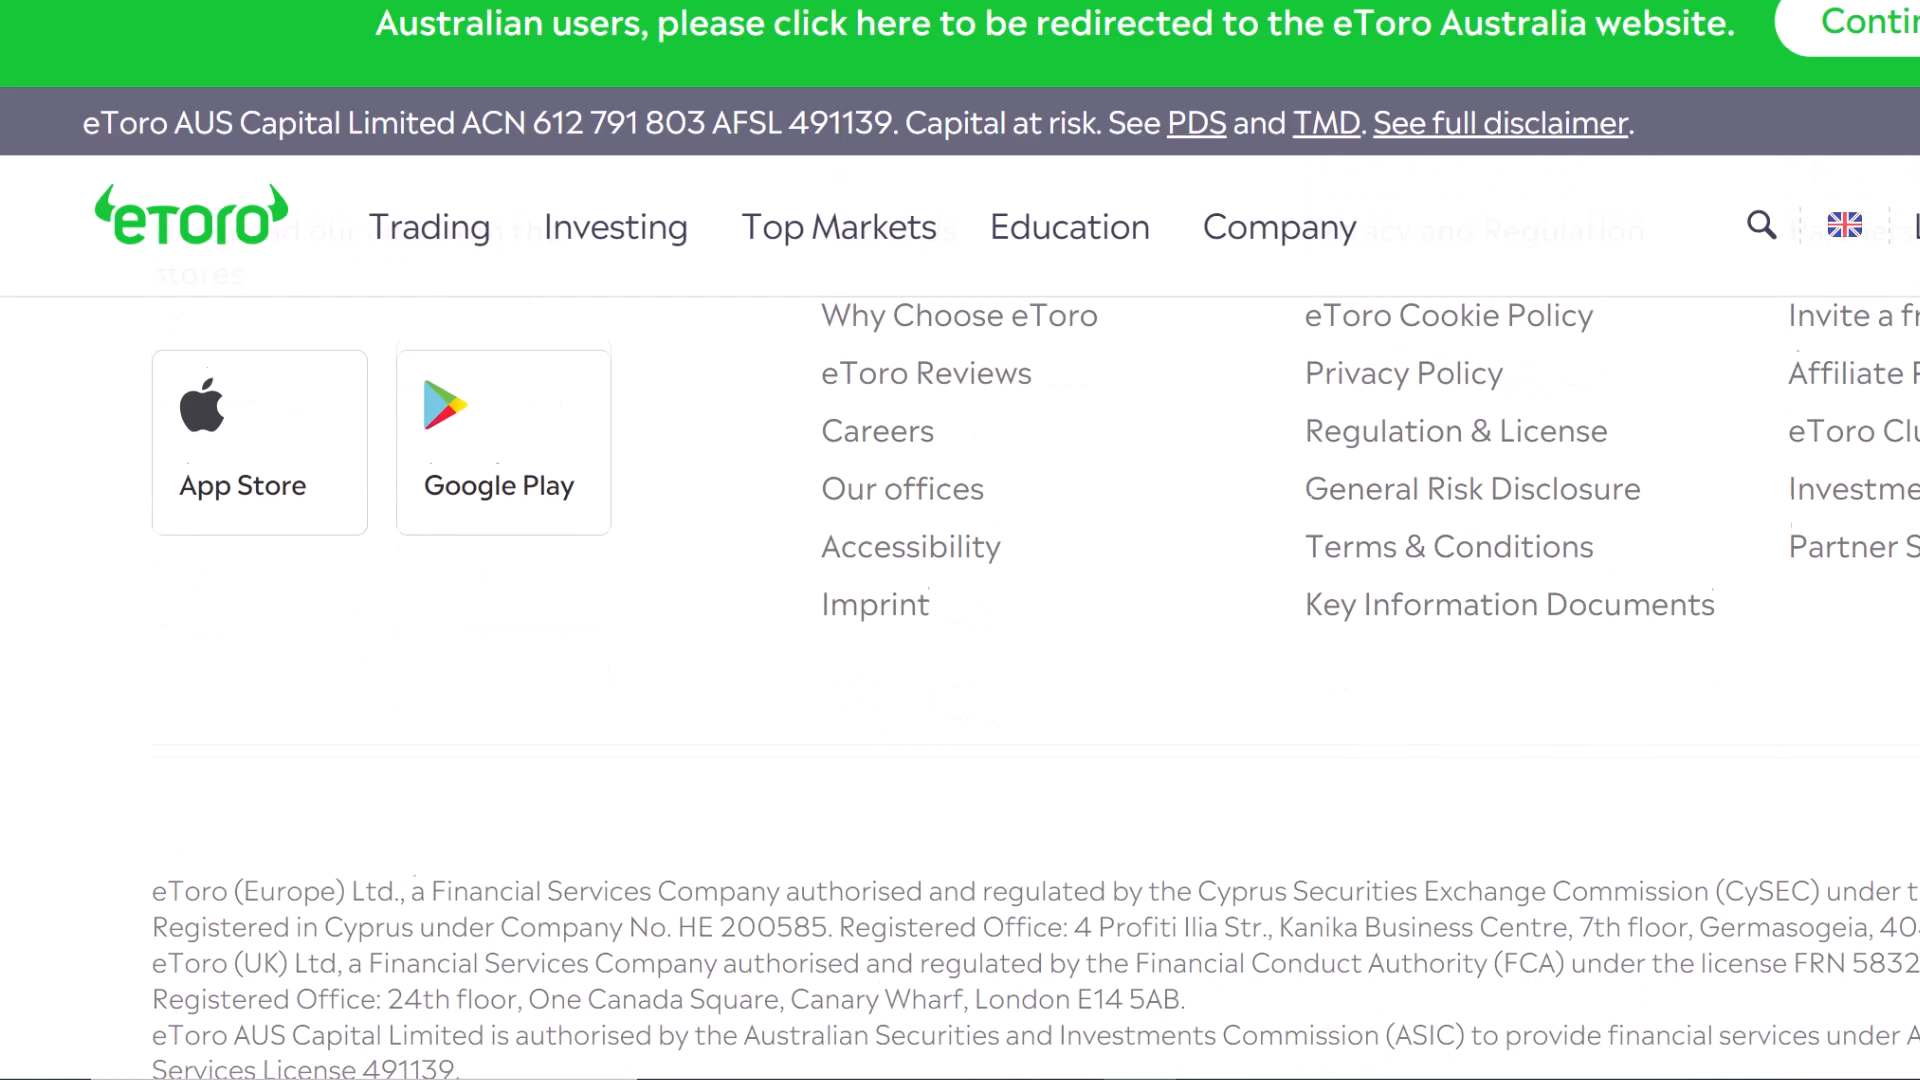 Australian users, please click here to be redirected to the eToro Australia website.
eToro AUS Capital Limited ACN 612 791 803 AFSL 491139. Capital at risk. See PDS and TMD. See full disclaimer.
eToro Trading Investing Top Markets Education Company
and Regulation
stores
App Store
Google Play
Why Choose eToro
eToro Reviews
Careers
Our offices
Accessibility
Imprint
eToro Cookie Policy
Privacy Policy
Regulation & License
General Risk Disclosure
Terms & Conditions
Key Information Documents
Invite a
Affiliate
eToro
Partner
eToro (Europe) Ltd., a Financial Services Company authorised and regulated by the Cyprus Securities Exchange Commission (CySEC) under
Registered in Cyprus under Company No. HE 200585. Registered Office: 4 Profiti Ilia Str., Kanika Business Centre, 7th floor, Germasogeia,
eToro (UK) Ltd, a Financial Services Company authorised and regulated by the Financial Conduct Authority (FCA) under the license FRN 5832
Registered Office: 24th floor, One Canada Square, Canary Wharf, London E14 5AB.
eToro AUS Capital Limited is authorised by the Australian Securities and Investments Commission (ASIC) to provide financial services under
Services License 491139.